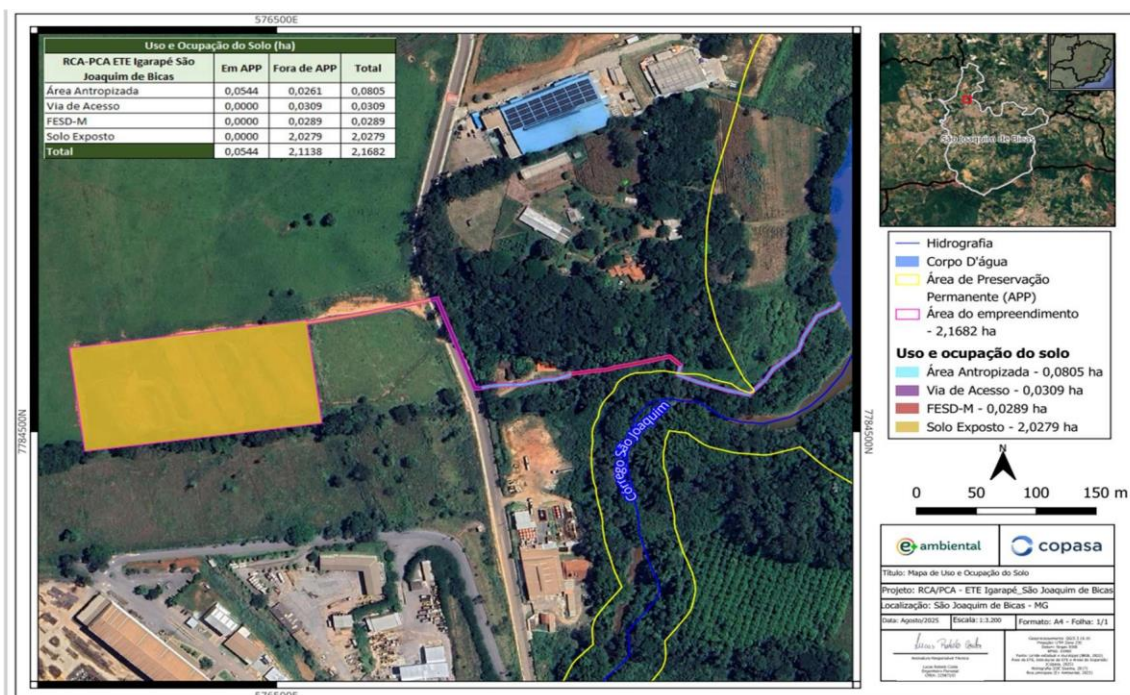 576500E
Uso e Ocupação do Solo (ha)
RCA-PCA ETE Igarapé São Joaquim de Bicas Em APP Fora de APP Total
Área Antropizada 0,0544 0,0261 0,0805
Via de Acesso 0,0000 0,0309 0,0309
FESD-M 0,0000 0,0289 0,0289
Solo Exposto 0,0000 2,0279 2,0279
Total 0,0544 2,1138 2,1682
7784500N
Córrego São Joaquim
7784500N
576500E
São Joaquim de Bicas
Hidrografia
Corpo D'água
Área de Preservação
Permanente (APP)
Área do empreendimento
- 2,1682 ha
Uso e ocupação do solo
Área Antropizada - 0,0805 ha
Via de Acesso - 0,0309 ha
FESD-M - 0,0289 ha
Solo Exposto - 2,0279 ha
N
0 50 100 150 m
e+ambiental copasa
Título: Mapa de Uso e Ocupação do Solo
Projeto: RCA/PCA - ETE Igarapé_São Joaquim de Bicas
Localização: São Joaquim de Bicas - MG
Data: Agosto/2025 Escala: 1:3.200 Formato: A4 - Folha: 1/1